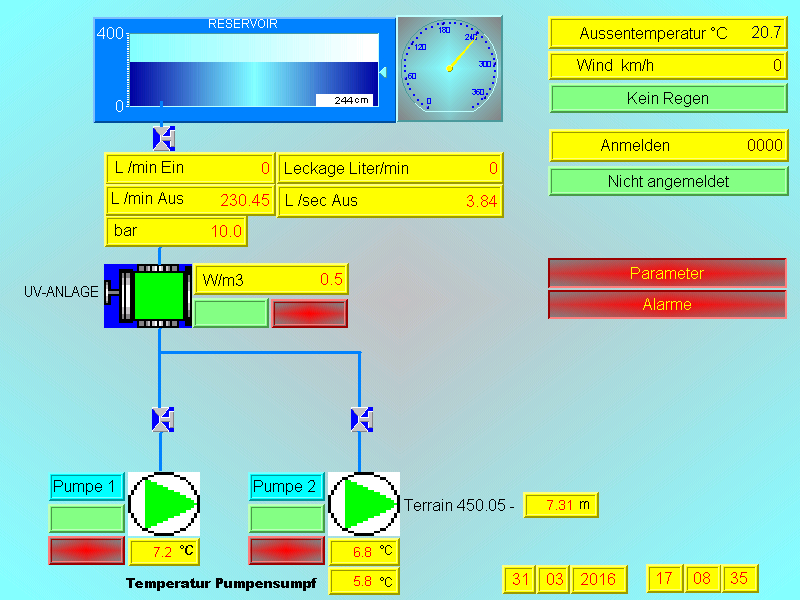 RESERVOIR
400
0
244 cm
0
60
120
180
240
300
360
Aussentemperatur °C 20.7
Wind km/h 0
Kein Regen
Anmelden 0000
Nicht angemeldet
L /min Ein 0
Leckage Liter/min 0
L /min Aus 230.45
L /sec Aus 3.84
bar 10.0
UV-ANLAGE
W/m3 0.5
Parameter
Alarme
Pumpe 1
Pumpe 2
Terrain 450.05 - 7.31 m
7.2 °C
6.8 °C
Temperatur Pumpensumpf 5.8 °C
31 03 2016 17 08 35